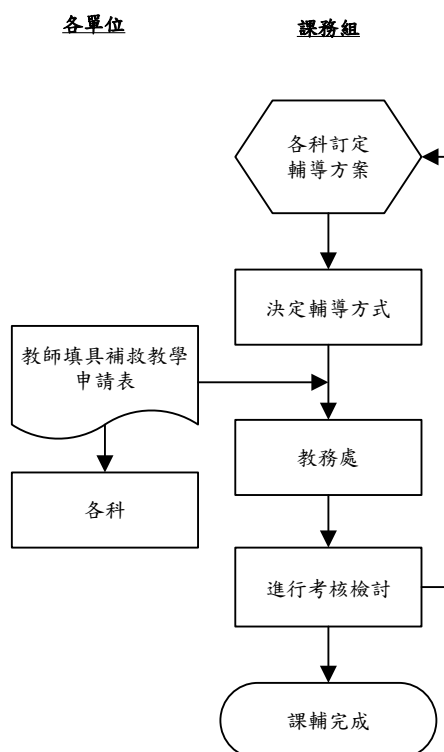 各單位
課務組
各科訂定
輔導方案
決定輔導方式
教師填具補救教學
申請表
教務處
各科
進行考核檢討
課輔完成